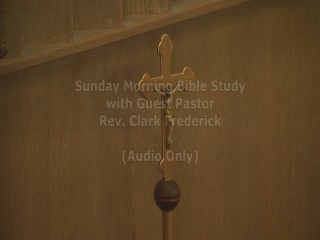 Sunday Morning Bible Study
with Guest Pastor
Rev. Clark Frederick
(Audio Only)